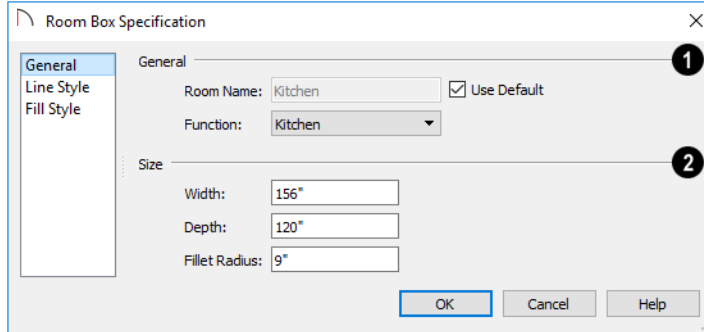 Room Box Specification
General
Line Style
Fill Style
General
1
Room Name: Kitchen Use Default
Function: Kitchen
Size
2
Width: 156"
Depth: 120"
Fillet Radius: 9"
OK Cancel Help